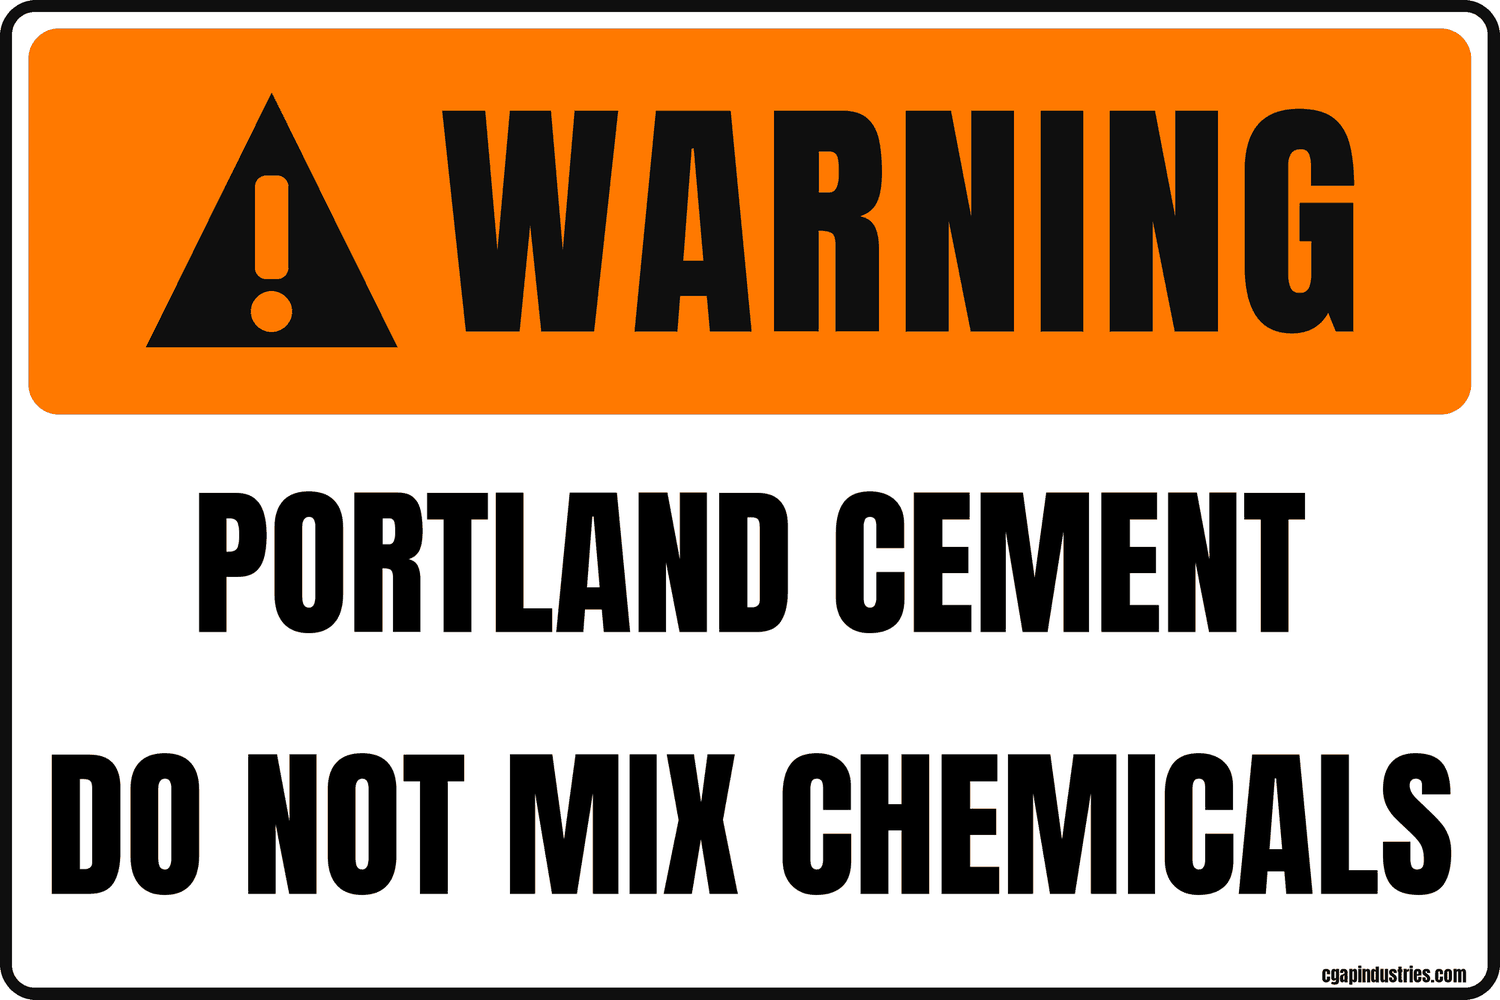 WARNING
PORTLAND CEMENT
DO NOT MIX CHEMICALS
cgapindustries.com